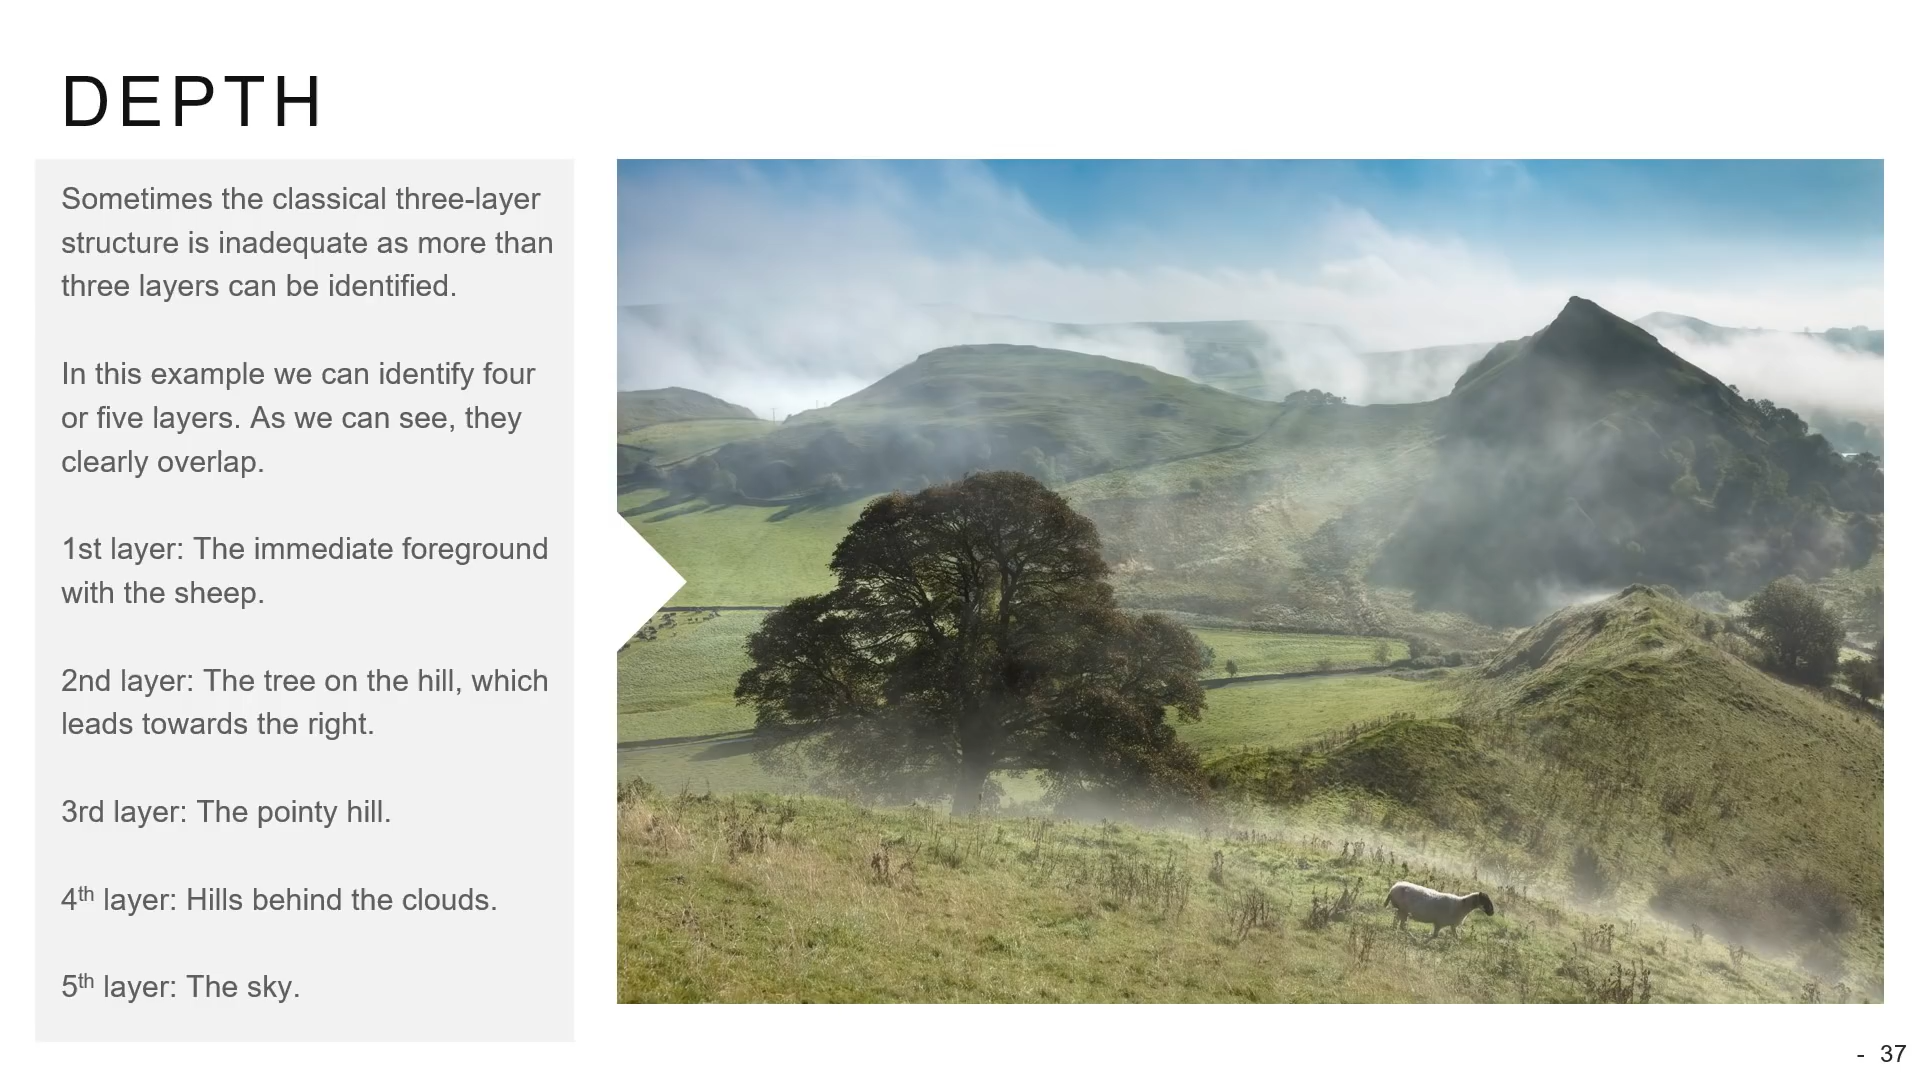 DEPTH
Sometimes the classical three-layer
structure is inadequate as more than
three layers can be identified.
In this example we can identify four
or five layers. As we can see, they
clearly overlap.
1st layer: The immediate foreground
with the sheep.
2nd layer: The tree on the hill, which
leads towards the right.
3rd layer: The pointy hill.
4th layer: Hills behind the clouds.
5th layer: The sky.
- 37